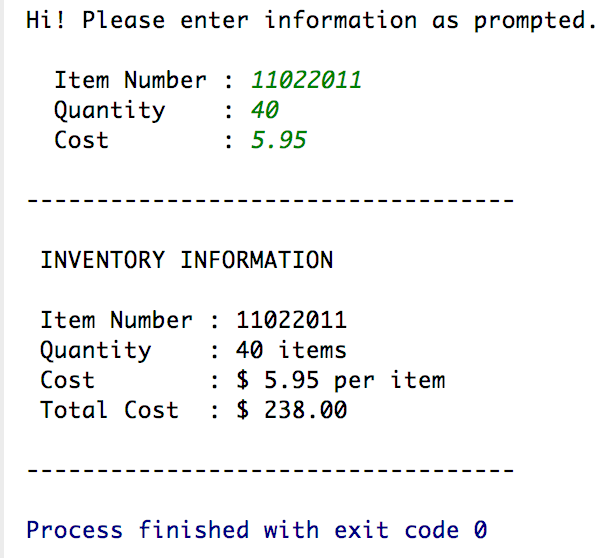 Hi! Please enter information as prompted.
Item Number : 11022011
Quantity : 40
Cost : 5.95
-----------------------------------
INVENTORY INFORMATION
Item Number : 11022011
Quantity : 40 items
Cost : $ 5.95 per item
Total Cost : $ 238.00
-----------------------------------
Process finished with exit code 0